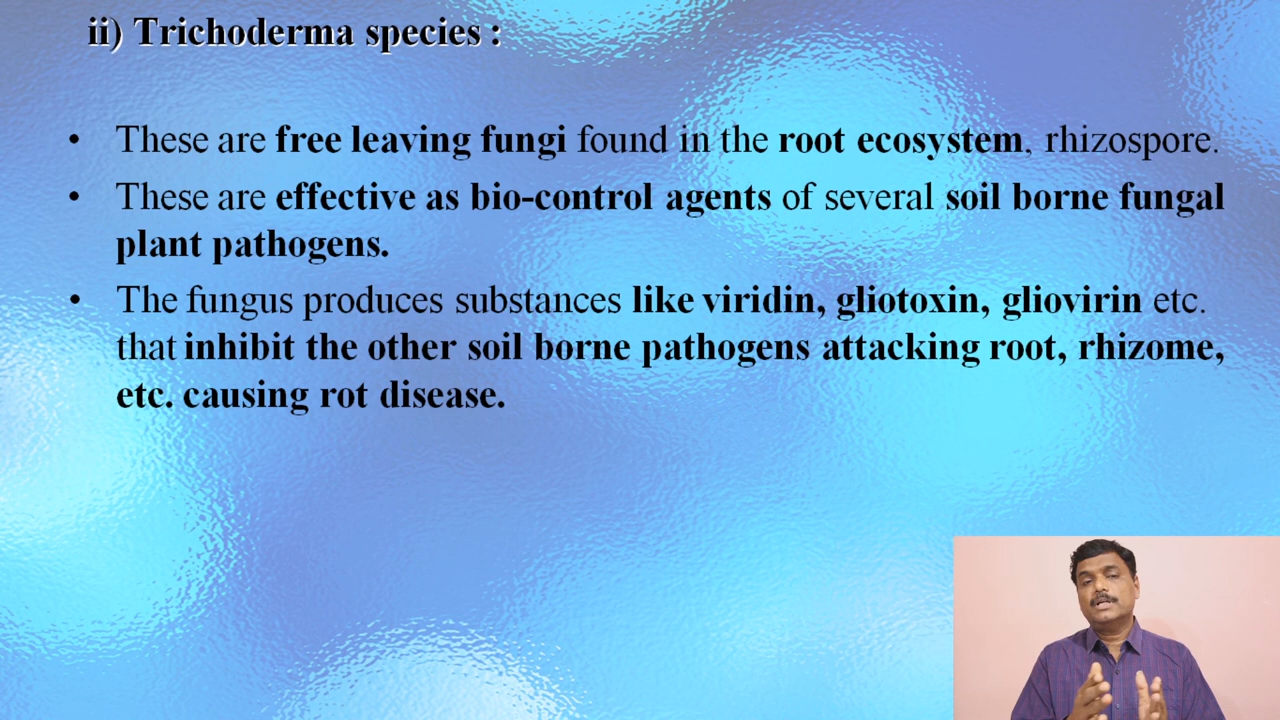 ii) Trichoderma species :
• These are free leaving fungi found in the root ecosystem, rhizospore.
• These are effective as bio-control agents of several soil borne fungal
plant pathogens.
• The fungus produces substances like viridin, gliotoxin, gliovirin etc.
that inhibit the other soil borne pathogens attacking root, rhizome,
etc. causing rot disease.